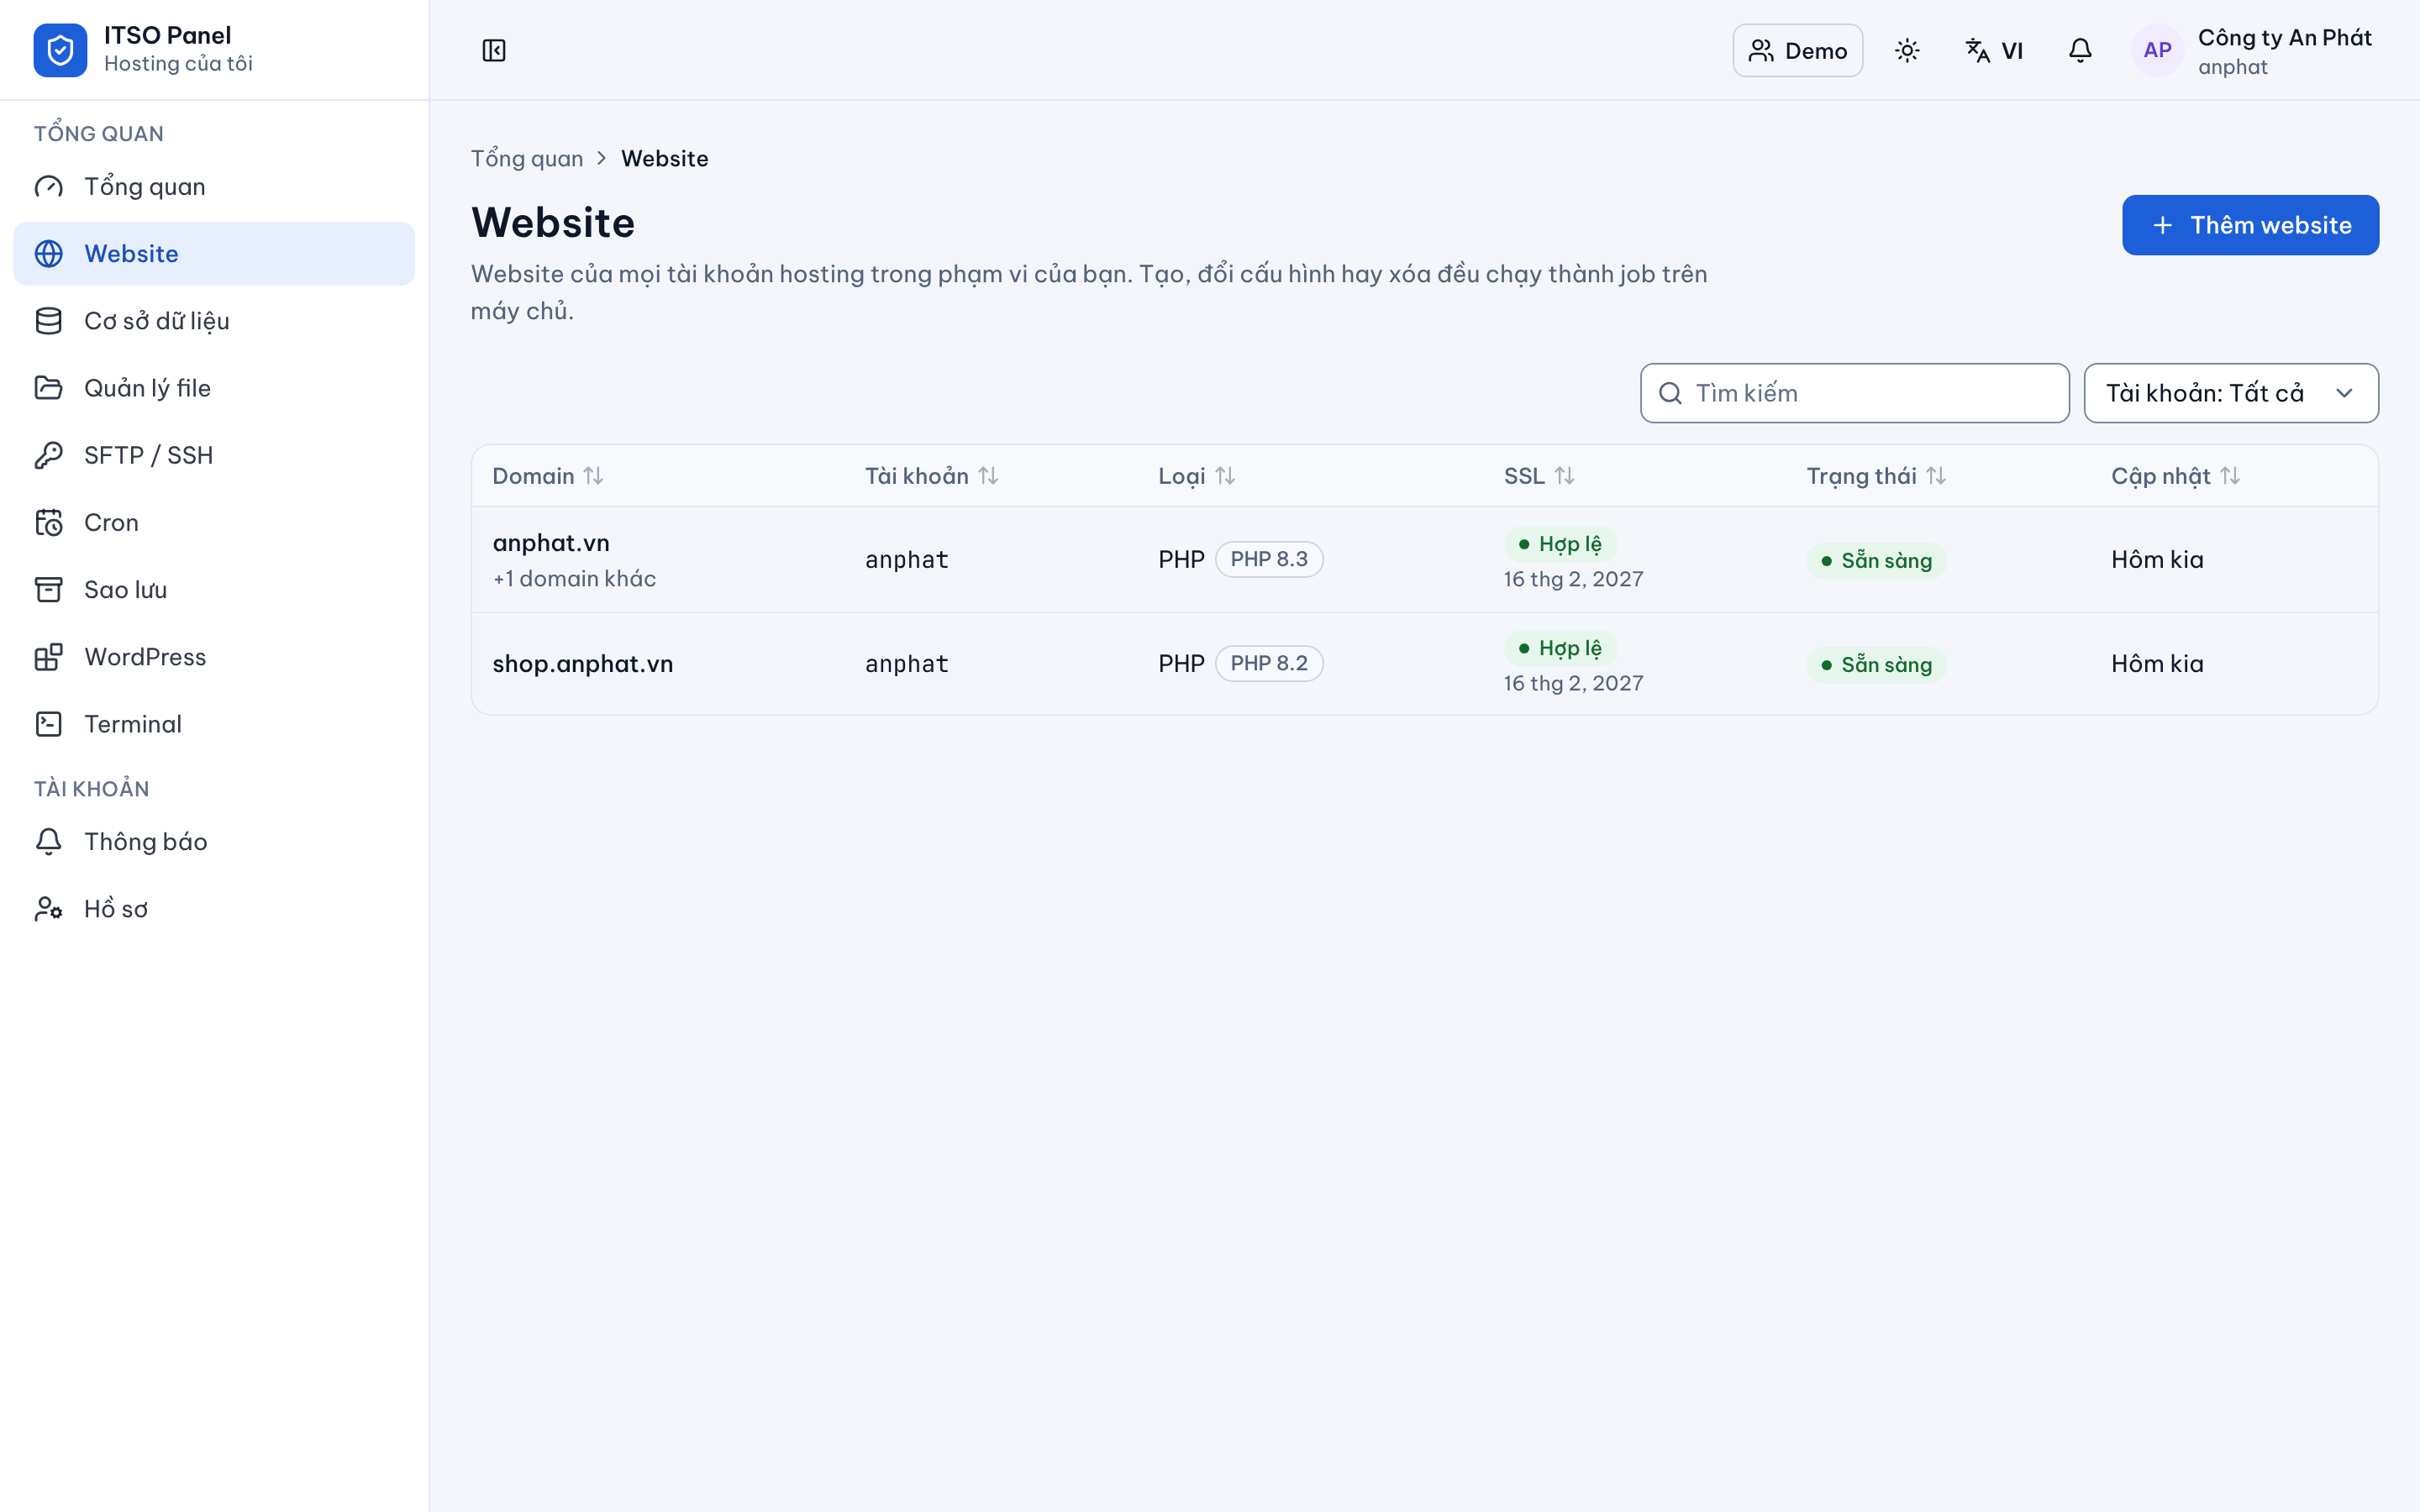 ITSO Panel
Hosting của tôi
Demo
VI
AP
Công ty An Phát
anphat
TỔNG QUAN
Tổng quan
Website
Cơ sở dữ liệu
Quản lý file
SFTP / SSH
Cron
Sao lưu
WordPress
Terminal
TÀI KHOẢN
Thông báo
Hồ sơ
Tổng quan > Website
Website
Thêm website
Website của mọi tài khoản hosting trong phạm vi của bạn. Tạo, đổi cấu hình hay xóa đều chạy thành job trên
máy chủ.
Tìm kiếm
Tài khoản: Tất cả
Domain Tài khoản Loại SSL Trạng thái Cập nhật
anphat.vn
+1 domain khác
anphat
PHP PHP 8.3
Hợp lệ
16 thg 2, 2027
Sẵn sàng
Hôm kia
shop.anphat.vn
anphat
PHP PHP 8.2
Hợp lệ
16 thg 2, 2027
Sẵn sàng
Hôm kia